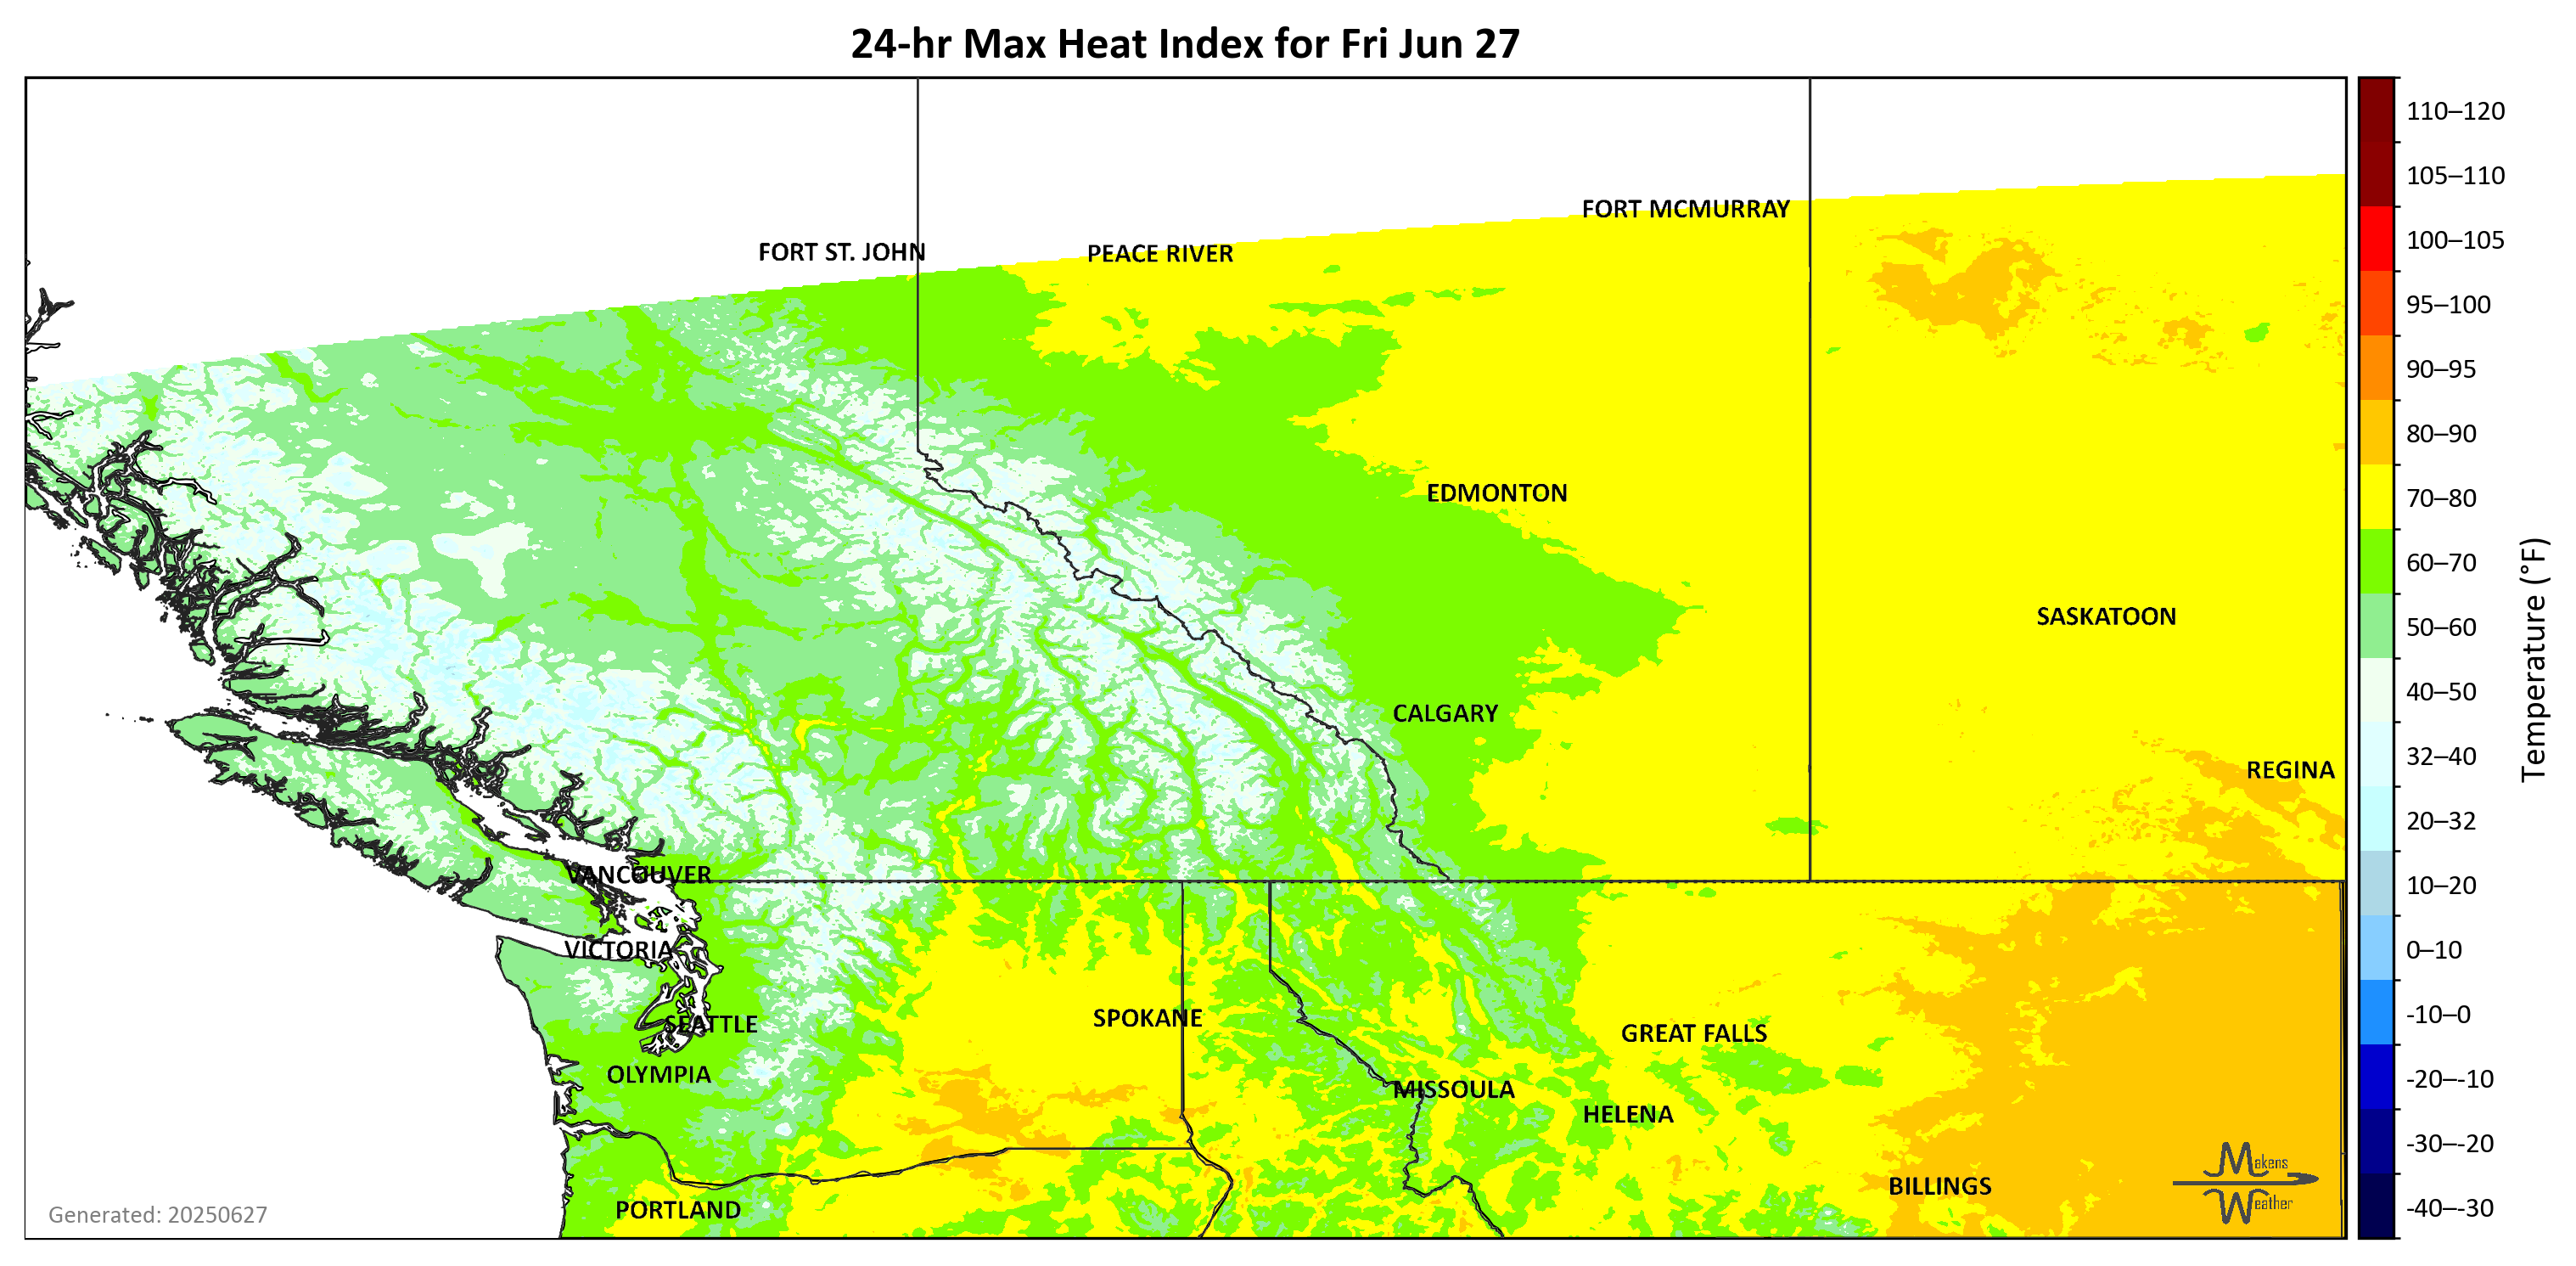 24-hr Max Heat Index for Fri Jun 27
110–120
105–110
FORT MCMURRAY
100–105
FORT ST. JOHN
PEACE RIVER
95–100
90–95
80–90
EDMONTON
70–80
60–70
SASKATOON
50–60
Temperature (°F)
CALGARY
40–50
REGINA
32–40
20–32
VANCOUVER
10–20
VICTORIA
0–10
SPOKANE
-10–0
SEATTLE
GREAT FALLS
OLYMPIA
-20–-10
MISSOULA
HELENA
-30–-20
Makens
Weather
BILLINGS
PORTLAND
-40–-30
Generated: 20250627